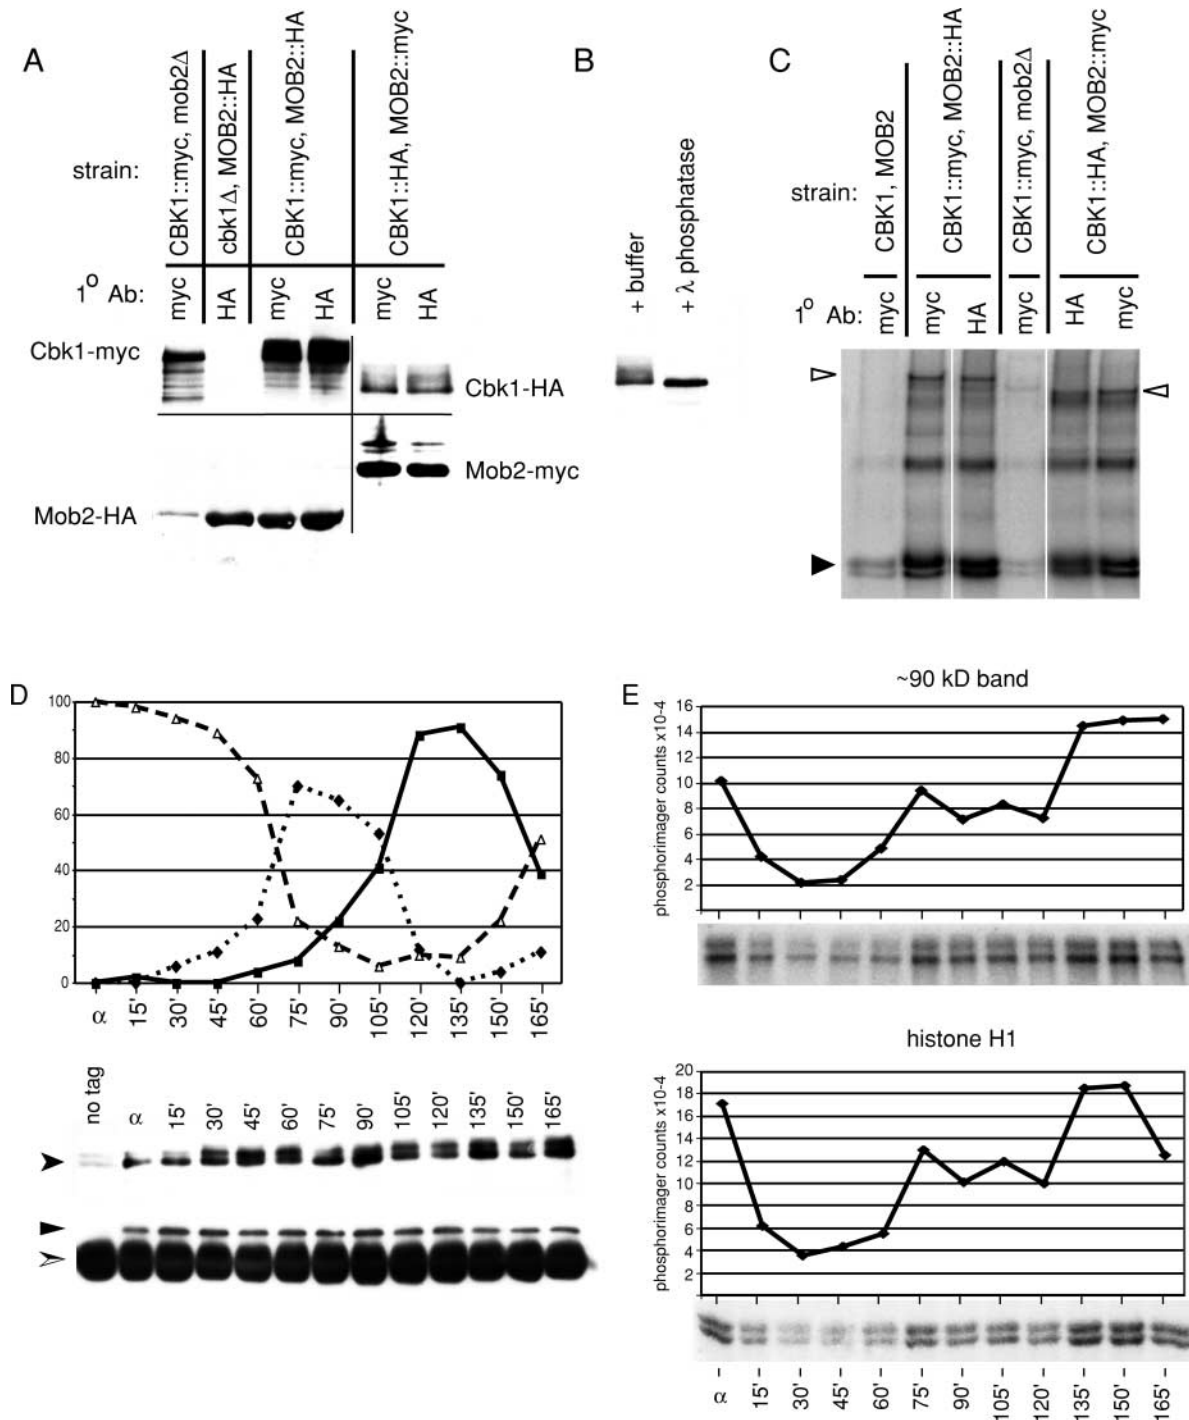 A
strain:
CBK1::myc, mob2Δ
cbk1Δ, MOB2::HA
CBK1::myc, MOB2::HA
CBK1::HA, MOB2::myc
1° Ab:
myc
HA
myc
HA
myc
HA
Cbk1-myc
Cbk1-HA
Mob2-myc
Mob2-HA
B
+ buffer
+ λ phosphatase
C
strain:
CBK1, MOB2
CBK1::myc, MOB2::HA
CBK1::myc, mob2Δ
CBK1::HA, MOB2::myc
1° Ab:
myc
myc
HA
myc
HA
myc
D
100
80
60
40
20
0
α 15' 30' 45' 60' 75' 90' 105' 120' 135' 150' 165'
no tag α 15' 30' 45' 60' 75' 90' 105' 120' 135' 150' 165'
E
~90 kD band
phosphorimager counts x10-4
16
14
12
10
8
6
4
2
histone H1
phosphorimager counts x10-4
20
18
16
14
12
10
8
6
4
2
α - 15' - 30' - 45' - 60' - 75' - 90' - 105' - 120' - 135' - 150' - 165' -